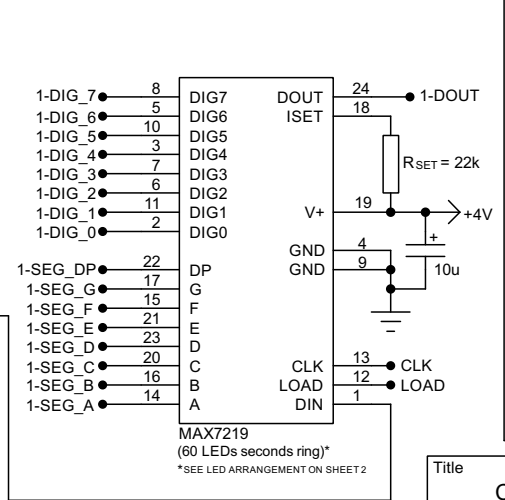 1-DIG_7 8 DIG7 DOUT 24 1-DOUT
1-DIG_6 5 DIG6 ISET 18
1-DIG_5 10 DIG5
1-DIG_4 3 DIG4 RSET = 22k
1-DIG_3 7 DIG3
1-DIG_2 6 DIG2
1-DIG_1 11 DIG1 V+ 19 +4V
1-DIG_0 2 DIG0
GND 4 +
1-SEG_DP 22 DP GND 9 10u
1-SEG_G 17 G
1-SEG_F 15 F
1-SEG_E 21 E
1-SEG_D 23 D
1-SEG_C 20 C CLK 13 CLK
1-SEG_B 16 B LOAD 12 LOAD
1-SEG_A 14 A DIN 1
MAX7219
(60 LEDs seconds ring)*
*SEE LED ARRANGEMENT ON SHEET 2
Title